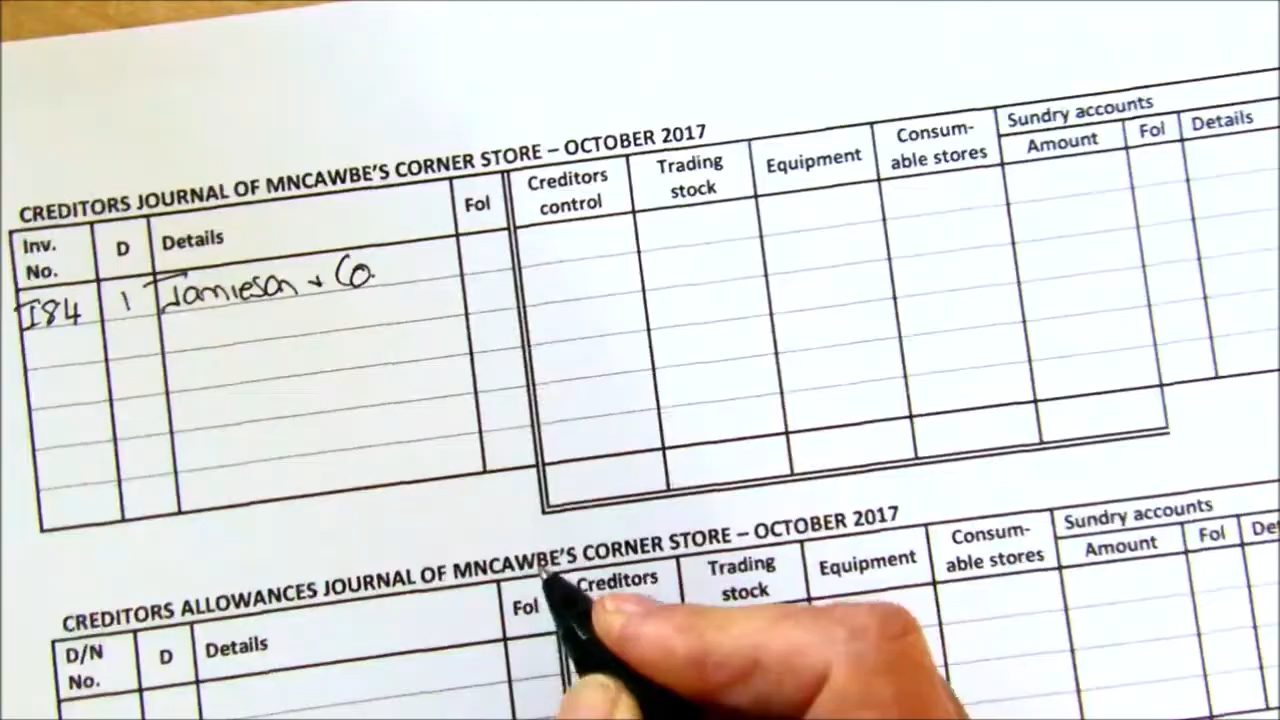 CREDITORS JOURNAL OF MNCAWBE'S CORNER STORE – OCTOBER 2017
Inv. No. D Details Fol Creditors control Trading stock Equipment Consum-able stores Sundry accounts Amount Fol Details
I84 1 Jamieson + Co.
CREDITORS ALLOWANCES JOURNAL OF MNCAWBE'S CORNER STORE – OCTOBER 2017
D/N No. D Details Fol Creditors Trading stock Equipment Consum-able stores Sundry accounts Amount Fol De